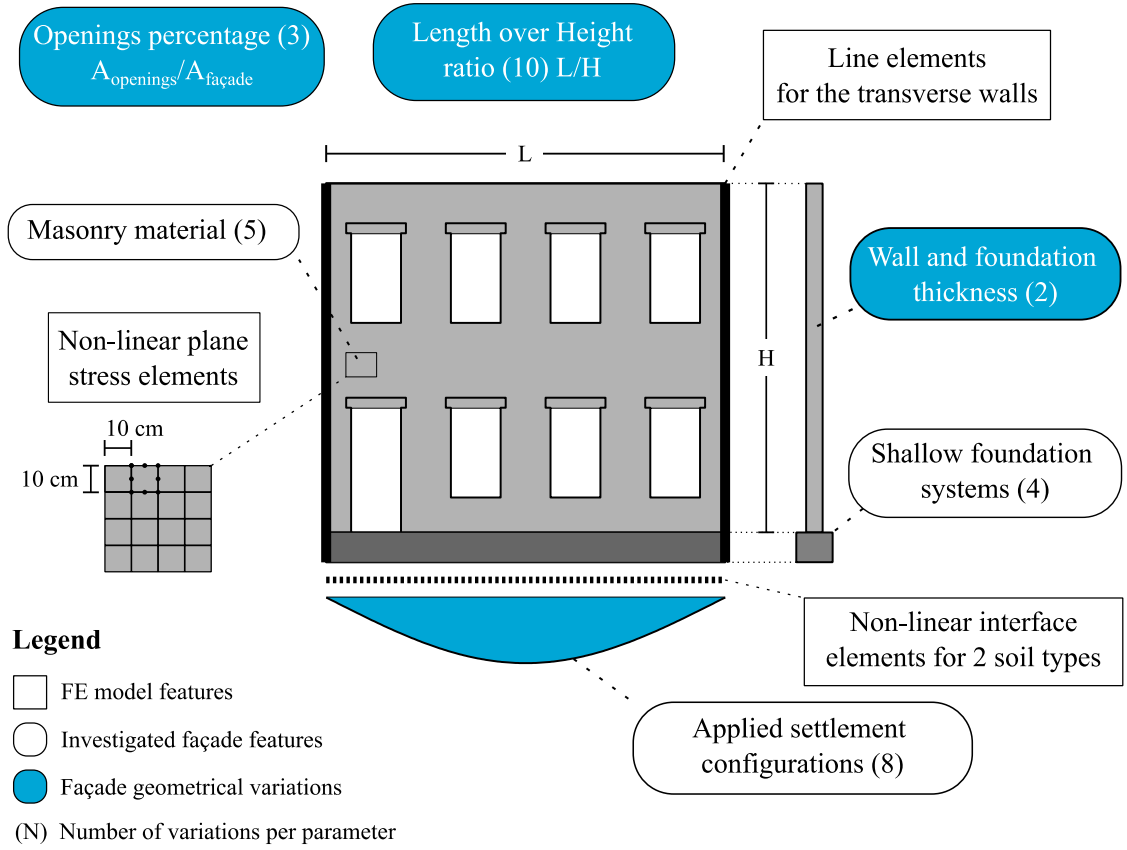 Openings percentage (3)
A_openings/A_façade
Length over Height
ratio (10) L/H
Line elements
for the transverse walls
L
Masonry material (5)
Wall and foundation
thickness (2)
Non-linear plane
stress elements
H
10 cm
10 cm
Shallow foundation
systems (4)
Non-linear interface
elements for 2 soil types
Applied settlement
configurations (8)
Legend
FE model features
Investigated façade features
Façade geometrical variations
(N) Number of variations per parameter